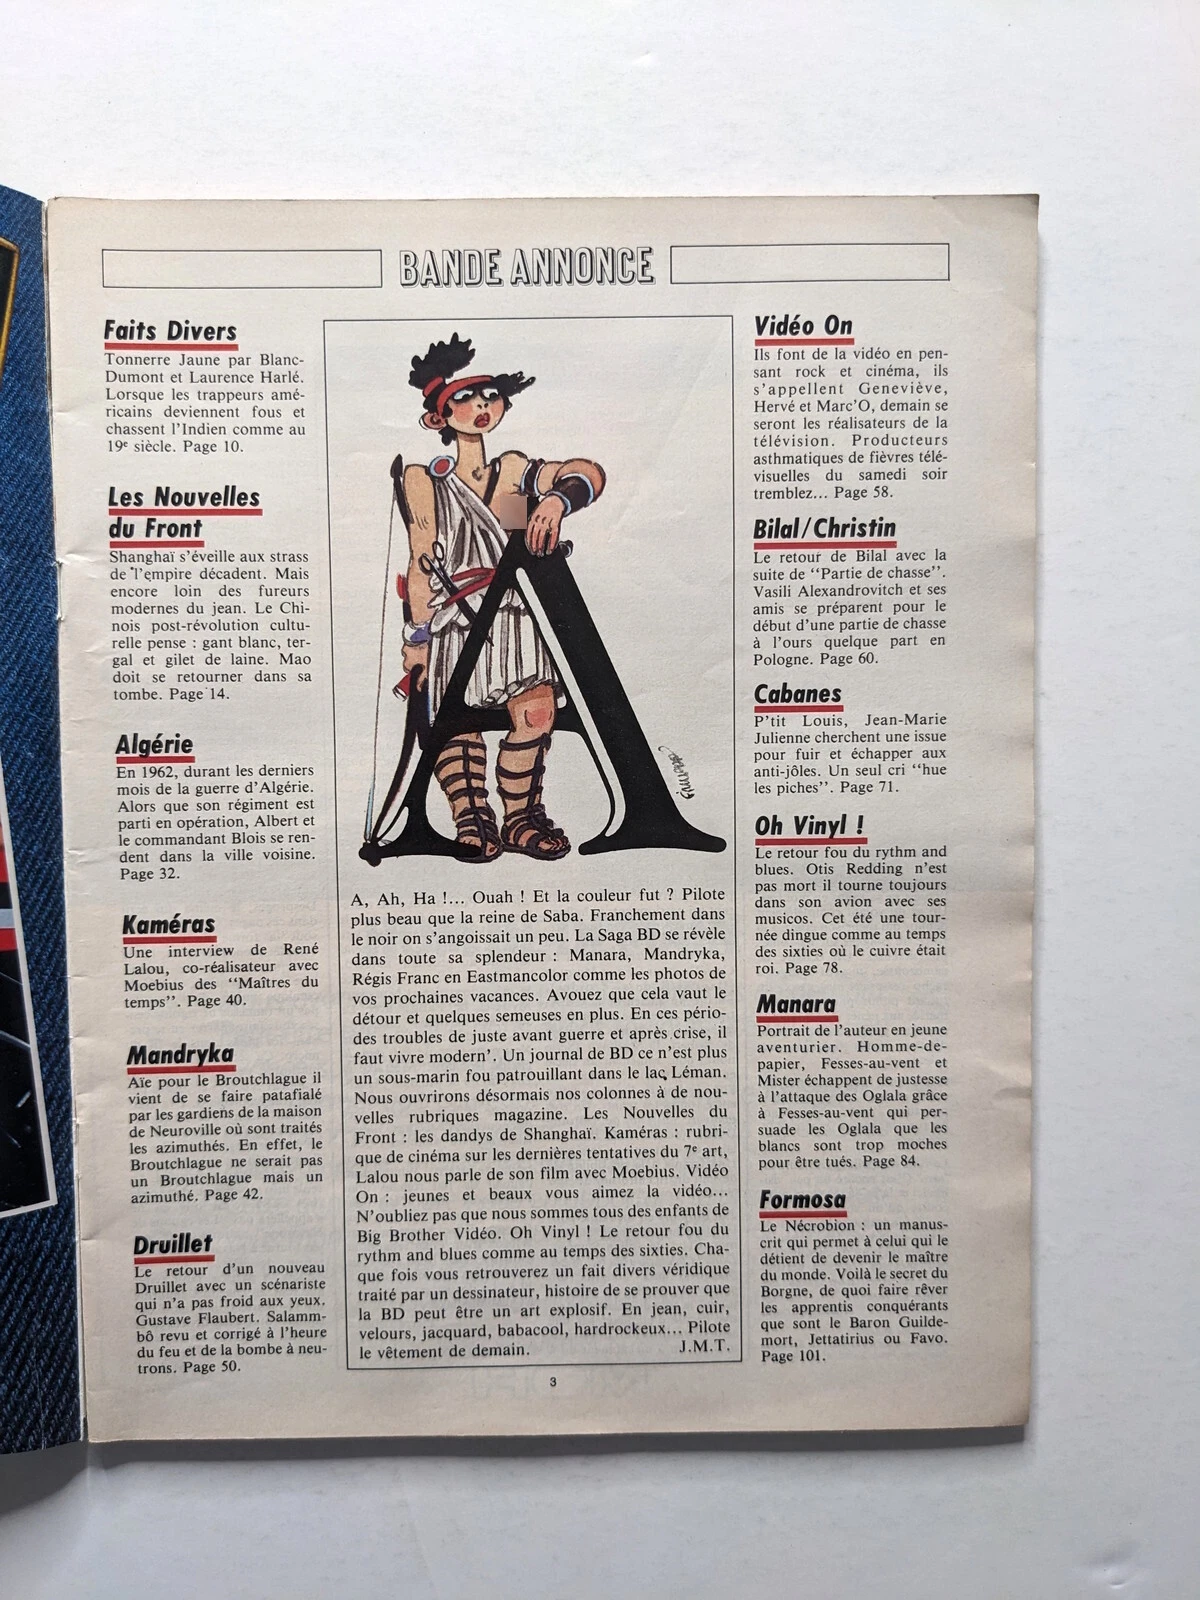 BANDE ANNONCE
Faits Divers
Tonnerre Jaune par Blanc-
Dumont et Laurence Harlé.
Lorsque les trappeurs amé-
ricains deviennent fous et
chassent l'Indien comme au
19e siècle. Page 10.
Les Nouvelles
du Front
Shanghaï s'éveille aux strass
de l'empire décadent. Mais
encore loin des fureurs
modernes du jean. Le Chi-
nois post-révolution cultu-
relle pense : gant blanc, ter-
gal et gilet de laine. Mao
doit se retourner dans sa
tombe. Page 14.
Algérie
En 1962, durant les derniers
mois de la guerre d'Algérie.
Alors que son régiment est
parti en opération, Albert et
le commandant Blois se ren-
dent dans la ville voisine.
Page 32.
Kaméras
Une interview de René
Lalou, co-réalisateur avec
Moebius des "Maîtres du
temps". Page 40.
Mandryka
Aïe pour le Broutchlague il
vient de se faire patafialé
par les gardiens de la maison
de Neuroville où sont traités
les azimuthés. En effet, le
Broutchlague ne serait pas
un Broutchlague mais un
azimuthé. Page 42.
Druillet
Le retour d'un nouveau
Druillet avec un scénariste
qui n'a pas froid aux yeux.
Gustave Flaubert. Salamm-
bô revu et corrigé à l'heure
du feu et de la bombe à neu-
trons. Page 50.
A
A, Ah, Ha !... Ouah ! Et la couleur fut ? Pilote
plus beau que la reine de Saba. Franchement dans
le noir on s'angoissait un peu. La Saga BD se révèle
dans toute sa splendeur : Manara, Mandryka,
Régis Franc en Eastmancolor comme les photos de
vos prochaines vacances. Avouez que cela vaut le
détour et quelques semeuses en plus. En ces pério-
des troubles de juste avant guerre et après crise, il
faut vivre modern'. Un journal de BD ce n'est plus
un sous-marin fou patrouillant dans le lac Léman.
Nous ouvrirons désormais nos colonnes à de nou-
velles rubriques magazine. Les Nouvelles du
Front : les dandys de Shanghaï. Kaméras : rubri-
que de cinéma sur les dernières tentatives du 7e art,
Lalou nous parle de son film avec Moebius. Vidéo
On : jeunes et beaux vous aimez la vidéo...
N'oubliez pas que nous sommes tous des enfants de
Big Brother Vidéo. Oh Vinyl ! Le retour fou du
rythm and blues comme au temps des sixties. Cha-
que fois vous retrouverez un fait divers véridique
traité par un dessinateur, histoire de se prouver que
la BD peut être un art explosif. En jean, cuir,
velours, jacquard, babacool, hardrockeux... Pilote
le vêtement de demain. J.M.T.
Vidéo On
Ils font de la vidéo en pen-
sant rock et cinéma, ils
s'appellent Geneviève,
Hervé et Marc'O, demain se
seront les réalisateurs de la
télévision. Producteurs
asthmatiques de fièvres télé-
visuelles du samedi soir
tremblez... Page 58.
Bilal/Christin
Le retour de Bilal avec la
suite de "Partie de chasse".
Vasili Alexandrovitch et ses
amis se préparent pour le
début d'une partie de chasse
à l'ours quelque part en
Pologne. Page 60.
Cabanes
P'tit Louis, Jean-Marie
Julienne cherchent une issue
pour fuir et échapper aux
anti-jôles. Un seul cri "hue
les piches". Page 71.
Oh Vinyl !
Le retour fou du rythm and
blues. Otis Redding n'est
pas mort il tourne toujours
dans son avion avec ses
musicos. Cet été une tour-
née dingue comme au temps
des sixties où le cuivre était
roi. Page 78.
Manara
Portrait de l'auteur en jeune
aventurier. Homme-de-
papier, Fesses-au-vent et
Mister échappent de justesse
à l'attaque des Oglala grâce
à Fesses-au-vent qui per-
suade les Oglala que les
blancs sont trop moches
pour être tués. Page 84.
Formosa
Le Nécrobion : un manus-
crit qui permet à celui qui le
détient de devenir le maître
du monde. Voilà le secret du
Borgne, de quoi faire rêver
les apprentis conquérants
que sont le Baron Guilde-
mort, Jettatirius ou Favo.
Page 101.
3